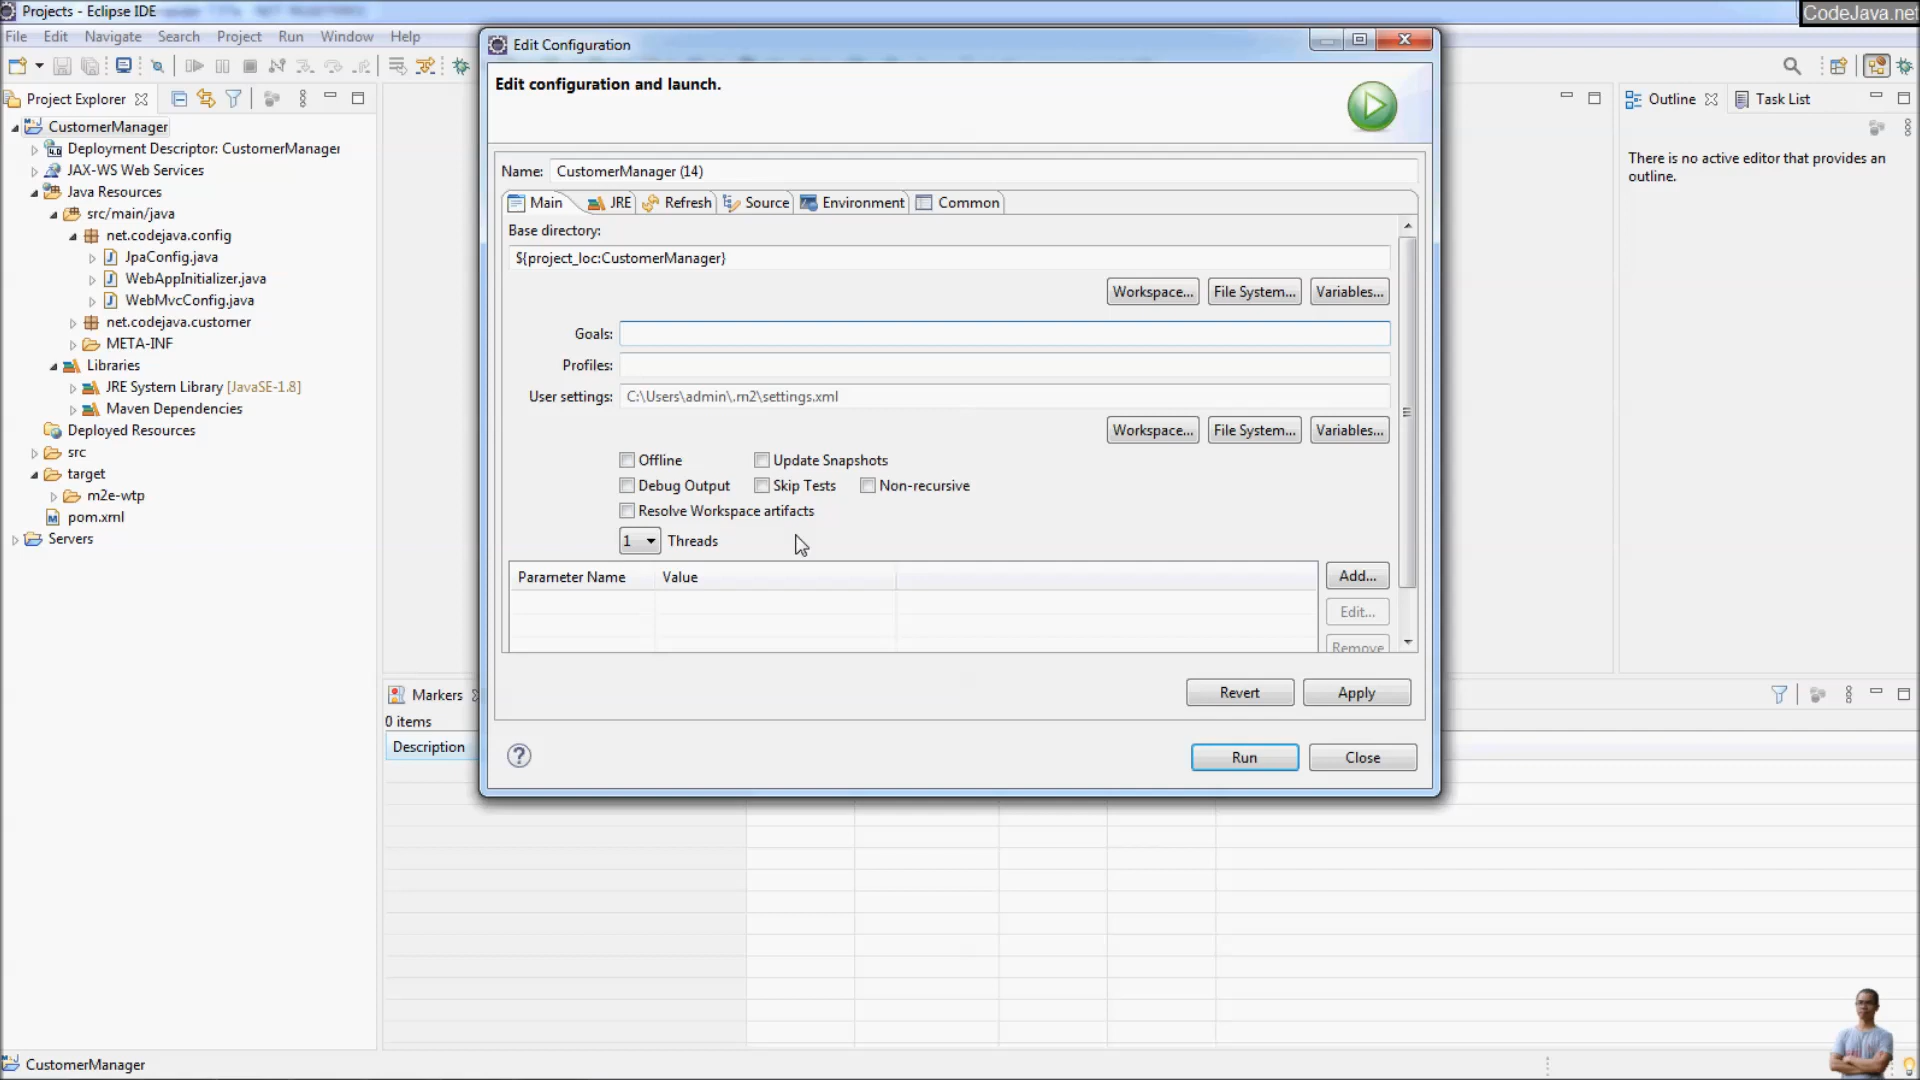 Projects - Eclipse IDE
CodeJava.net
File Edit Navigate Search Project Run Window Help
Project Explorer
CustomerManager
Deployment Descriptor: CustomerManager
JAX-WS Web Services
Java Resources
src/main/java
net.codejava.config
JpaConfig.java
WebAppInitializer.java
WebMvcConfig.java
net.codejava.customer
META-INF
Libraries
JRE System Library [JavaSE-1.8]
Maven Dependencies
Deployed Resources
src
target
m2e-wtp
pom.xml
Servers
Edit Configuration
Edit configuration and launch.
Name: CustomerManager (14)
Main JRE Refresh Source Environment Common
Base directory:
${project_loc:CustomerManager}
Workspace... File System... Variables...
Goals:
Profiles:
User settings: C:\Users\admin\.m2\settings.xml
Workspace... File System... Variables...
Offline Update Snapshots
Debug Output Skip Tests Non-recursive
Resolve Workspace artifacts
1 Threads
Parameter Name Value
Add...
Edit...
Remove
Revert Apply
Run Close
Outline Task List
There is no active editor that provides an
outline.
Markers
0 items
Description
CustomerManager